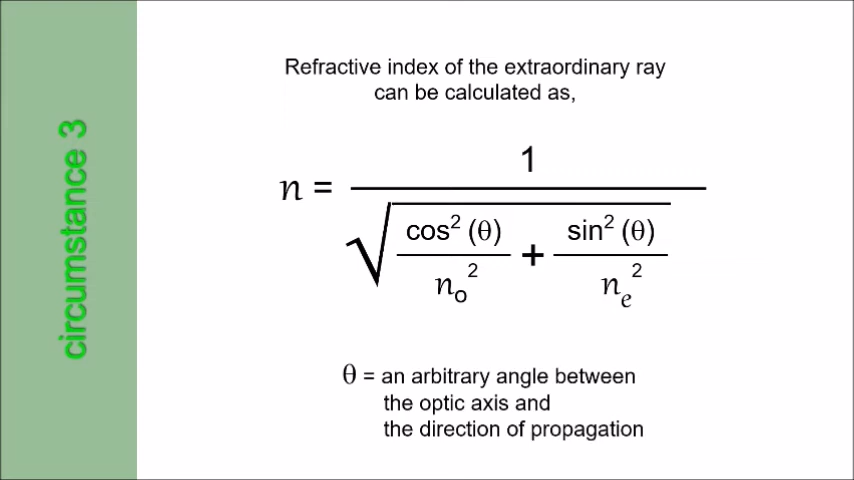 circumstance 3
Refractive index of the extraordinary ray
can be calculated as,
n = 1 / √( cos² (θ) / nₒ² + sin² (θ) / nₑ² )
θ = an arbitrary angle between
the optic axis and
the direction of propagation